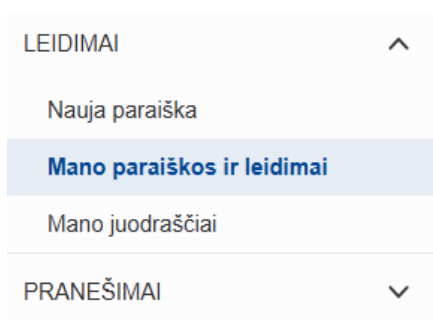 LEIDIMAI
Nauja paraiška
Mano paraiškos ir leidimai
Mano juodraščiai
PRANEŠIMAI